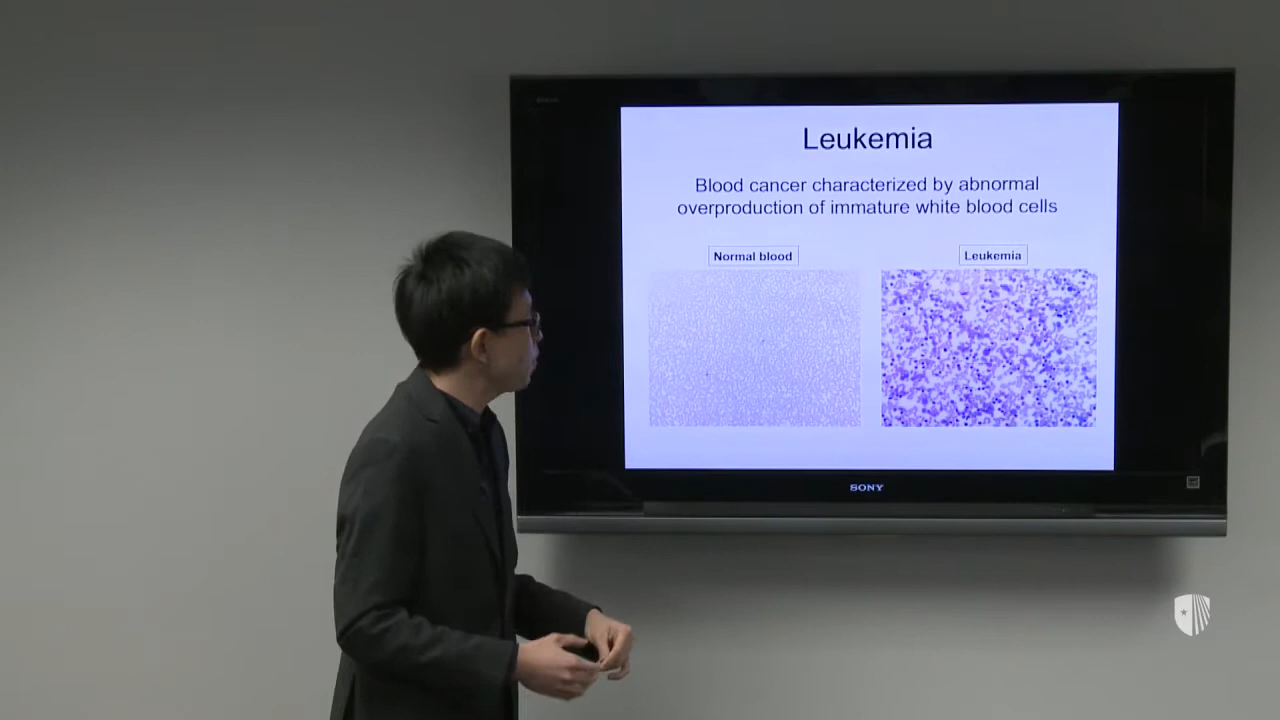 Leukemia
Blood cancer characterized by abnormal
overproduction of immature white blood cells
Normal blood
Leukemia
SONY